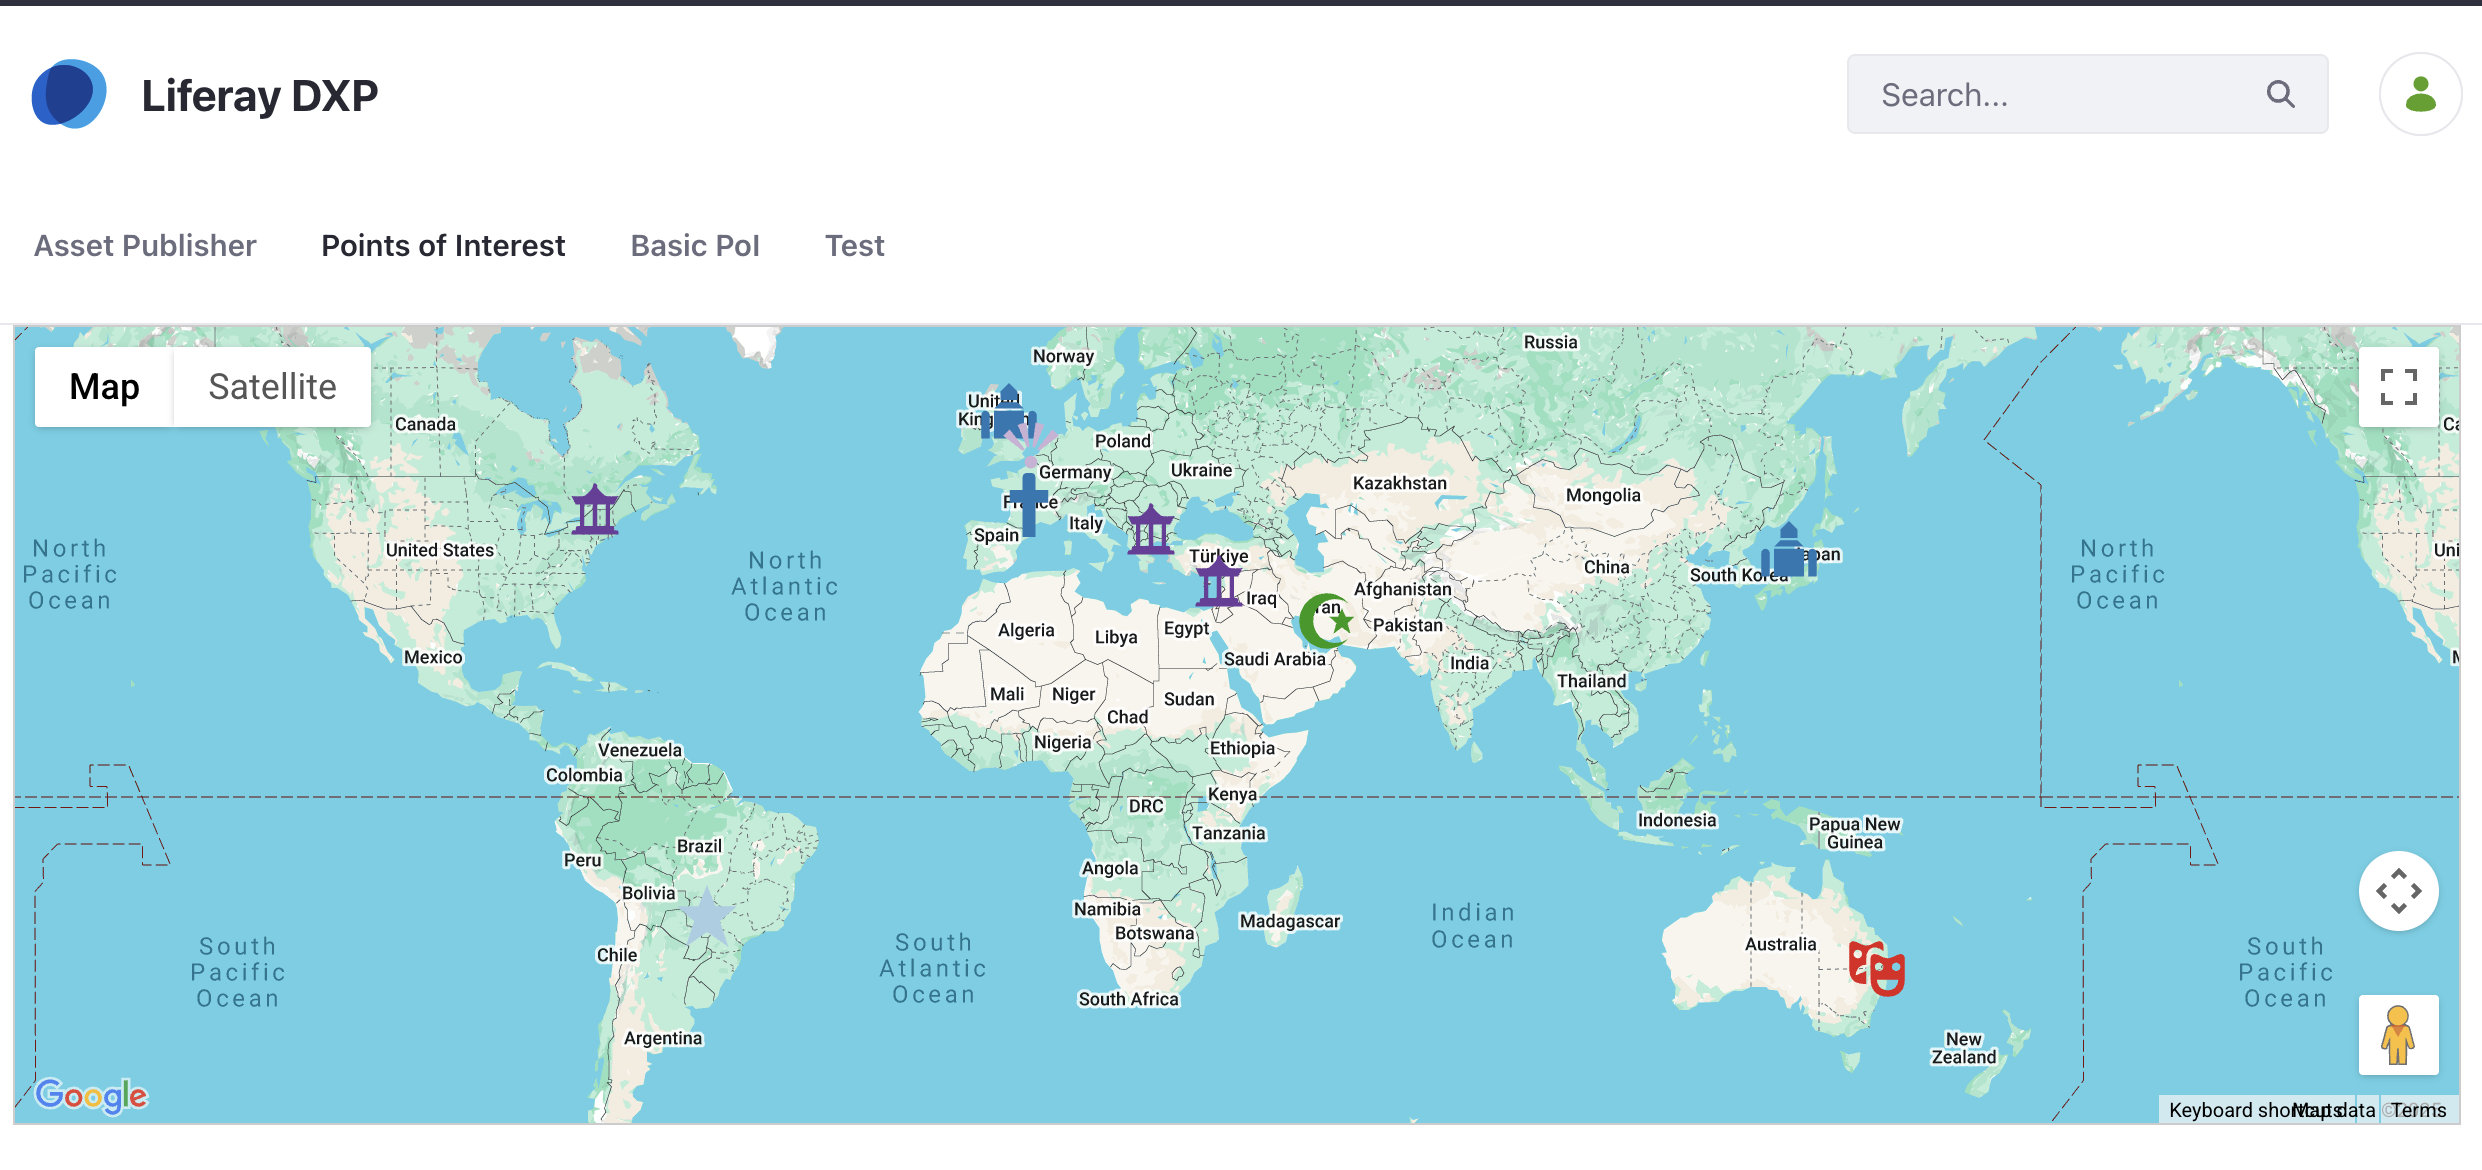 Liferay DXP
Search...
Asset Publisher
Points of Interest
Basic PoI
Test
Map
Satellite
Norway
Russia
Canada
United
Kingdom
Poland
Germany
Ukraine
Kazakhstan
Mongolia
France
Italy
Spain
United States
Türkiye
Japan
South Korea
China
Afghanistan
Iraq
Iran
Pakistan
North
Pacific
Ocean
North
Atlantic
Ocean
North
Pacific
Ocean
Algeria
Libya
Egypt
Saudi Arabia
India
Mexico
Thailand
Mali
Niger
Sudan
Chad
Nigeria
Ethiopia
Venezuela
Colombia
Kenya
DRC
Tanzania
Indonesia
Papua New
Guinea
Brazil
Peru
Angola
Bolivia
Namibia
Botswana
Madagascar
Indian
Ocean
Australia
Chile
South
Pacific
Ocean
South
Atlantic
Ocean
South
Pacific
Ocean
South Africa
Argentina
New
Zealand
Google
Keyboard shortcuts
Map data
Terms